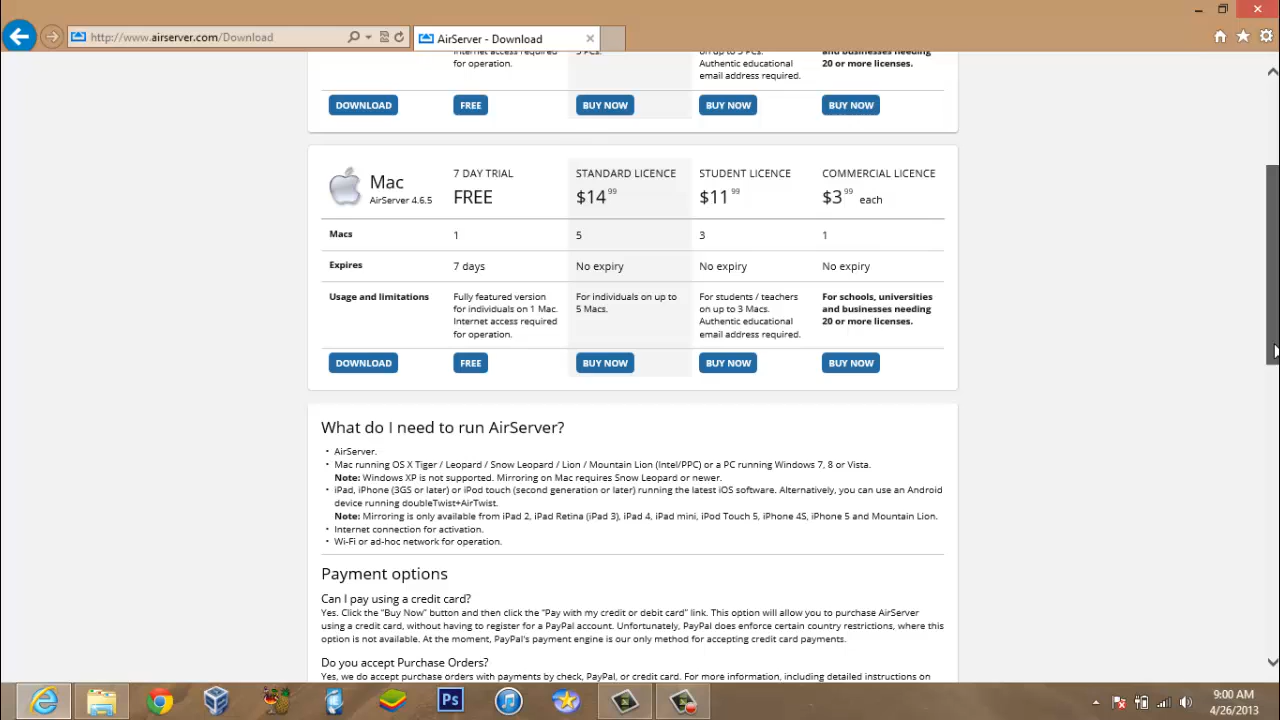 http://www.airserver.com/Download
AirServer - Download
Internet access required
for operation.
5 PCs.
on up to 3 PCs.
Authentic educational
email address required.
and businesses needing
20 or more licenses.
DOWNLOAD FREE BUY NOW BUY NOW BUY NOW
Mac
AirServer 4.6.5
7 DAY TRIAL
FREE
STANDARD LICENCE
$14 99
STUDENT LICENCE
$11 99
COMMERCIAL LICENCE
$3 99 each
Macs 1 5 3 1
Expires 7 days No expiry No expiry No expiry
Usage and limitations
Fully featured version
for individuals on 1 Mac.
Internet access required
for operation.
For individuals on up to
5 Macs.
For students / teachers
on up to 3 Macs.
Authentic educational
email address required.
For schools, universities
and businesses needing
20 or more licenses.
DOWNLOAD FREE BUY NOW BUY NOW BUY NOW
What do I need to run AirServer?
• AirServer.
• Mac running OS X Tiger / Leopard / Snow Leopard / Lion / Mountain Lion (Intel/PPC) or a PC running Windows 7, 8 or Vista.
Note: Windows XP is not supported. Mirroring on Mac requires Snow Leopard or newer.
• iPad, iPhone (3GS or later) or iPod touch (second generation or later) running the latest iOS software. Alternatively, you can use an Android
device running doubleTwist+AirTwist.
Note: Mirroring is only available from iPad 2, iPad Retina (iPad 3), iPad 4, iPad mini, iPod Touch 5, iPhone 4S, iPhone 5 and Mountain Lion.
• Internet connection for activation.
• Wi-Fi or ad-hoc network for operation.
Payment options
Can I pay using a credit card?
Yes. Click the "Buy Now" button and then click the "Pay with my credit or debit card" link. This option will allow you to purchase AirServer
using a credit card, without having to register for a PayPal account. Unfortunately, PayPal does enforce certain country restrictions, where this
option is not available. At the moment, PayPal's payment engine is our only method for accepting credit card payments.
Do you accept Purchase Orders?
Yes, we do accept purchase orders with payments by check, PayPal, or credit card. For more information, including detailed instructions on
Ps
9:00 AM
4/26/2013